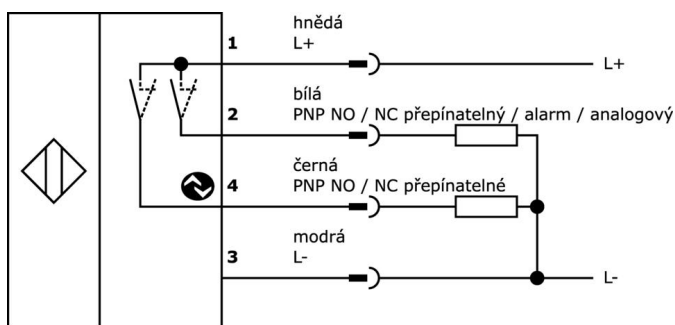 hnědá
1 L+
L+
bílá
2 PNP NO / NC přepínatelný / alarm / analogový
černá
4 PNP NO / NC přepínatelné
modrá
3 L-
L-